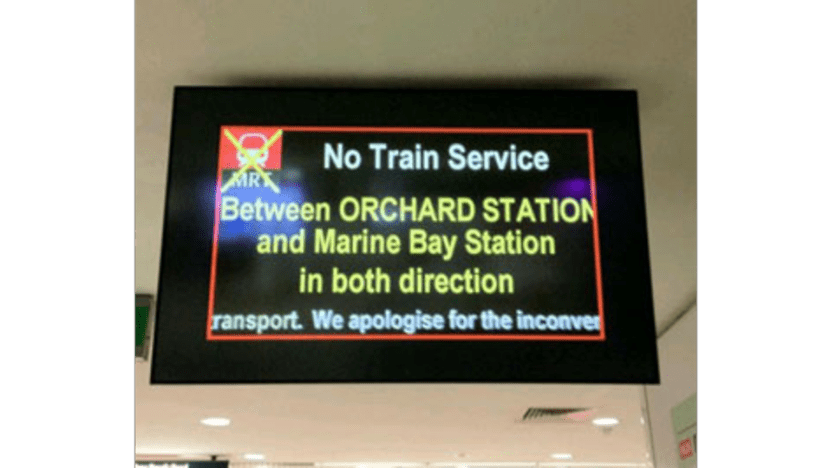 No Train Service
MRT
Between ORCHARD STATION
and Marine Bay Station
in both direction
ransport. We apologise for the inconver